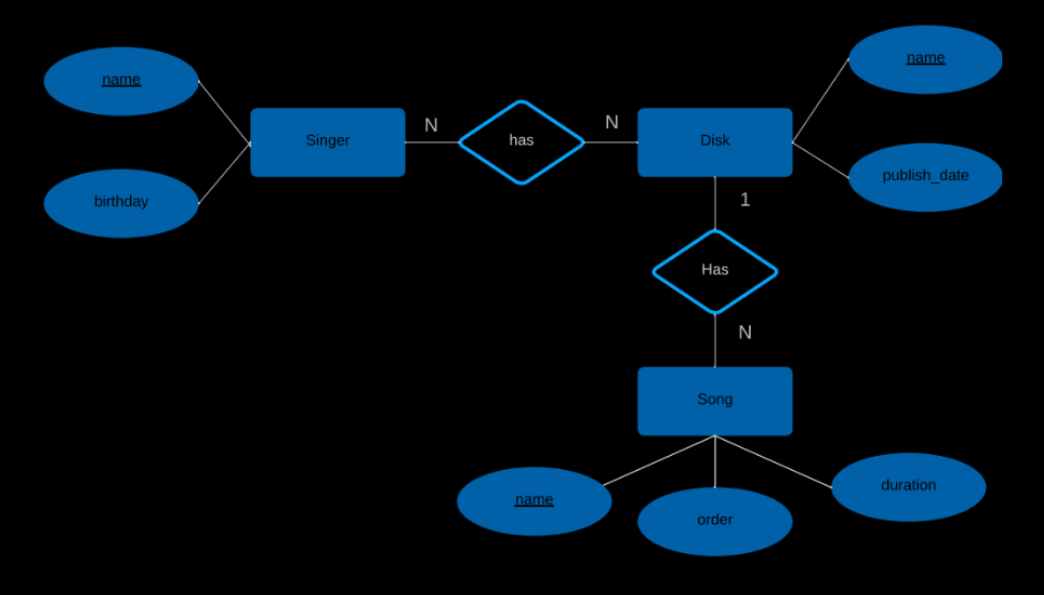 name
name
Singer
N
has
N
Disk
birthday
publish_date
1
Has
N
Song
name
order
duration